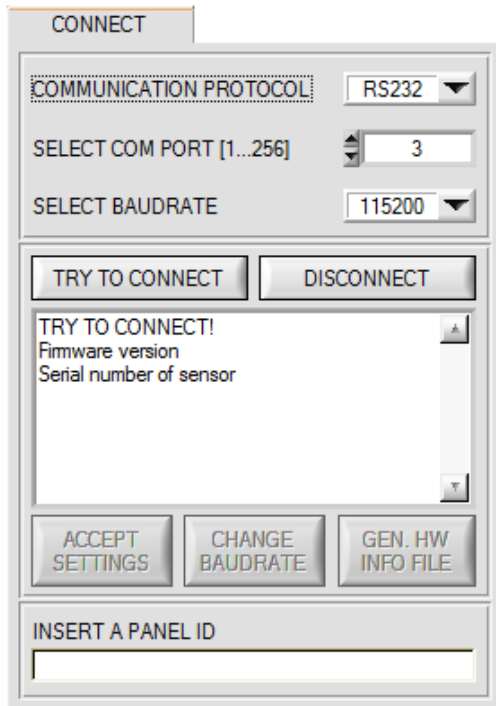 CONNECT
COMMUNICATION PROTOCOL RS232
SELECT COM PORT [1...256] 3
SELECT BAUDRATE 115200
TRY TO CONNECT DISCONNECT
TRY TO CONNECT!
Firmware version
Serial number of sensor
ACCEPT SETTINGS
CHANGE BAUDRATE
GEN. HW INFO FILE
INSERT A PANEL ID